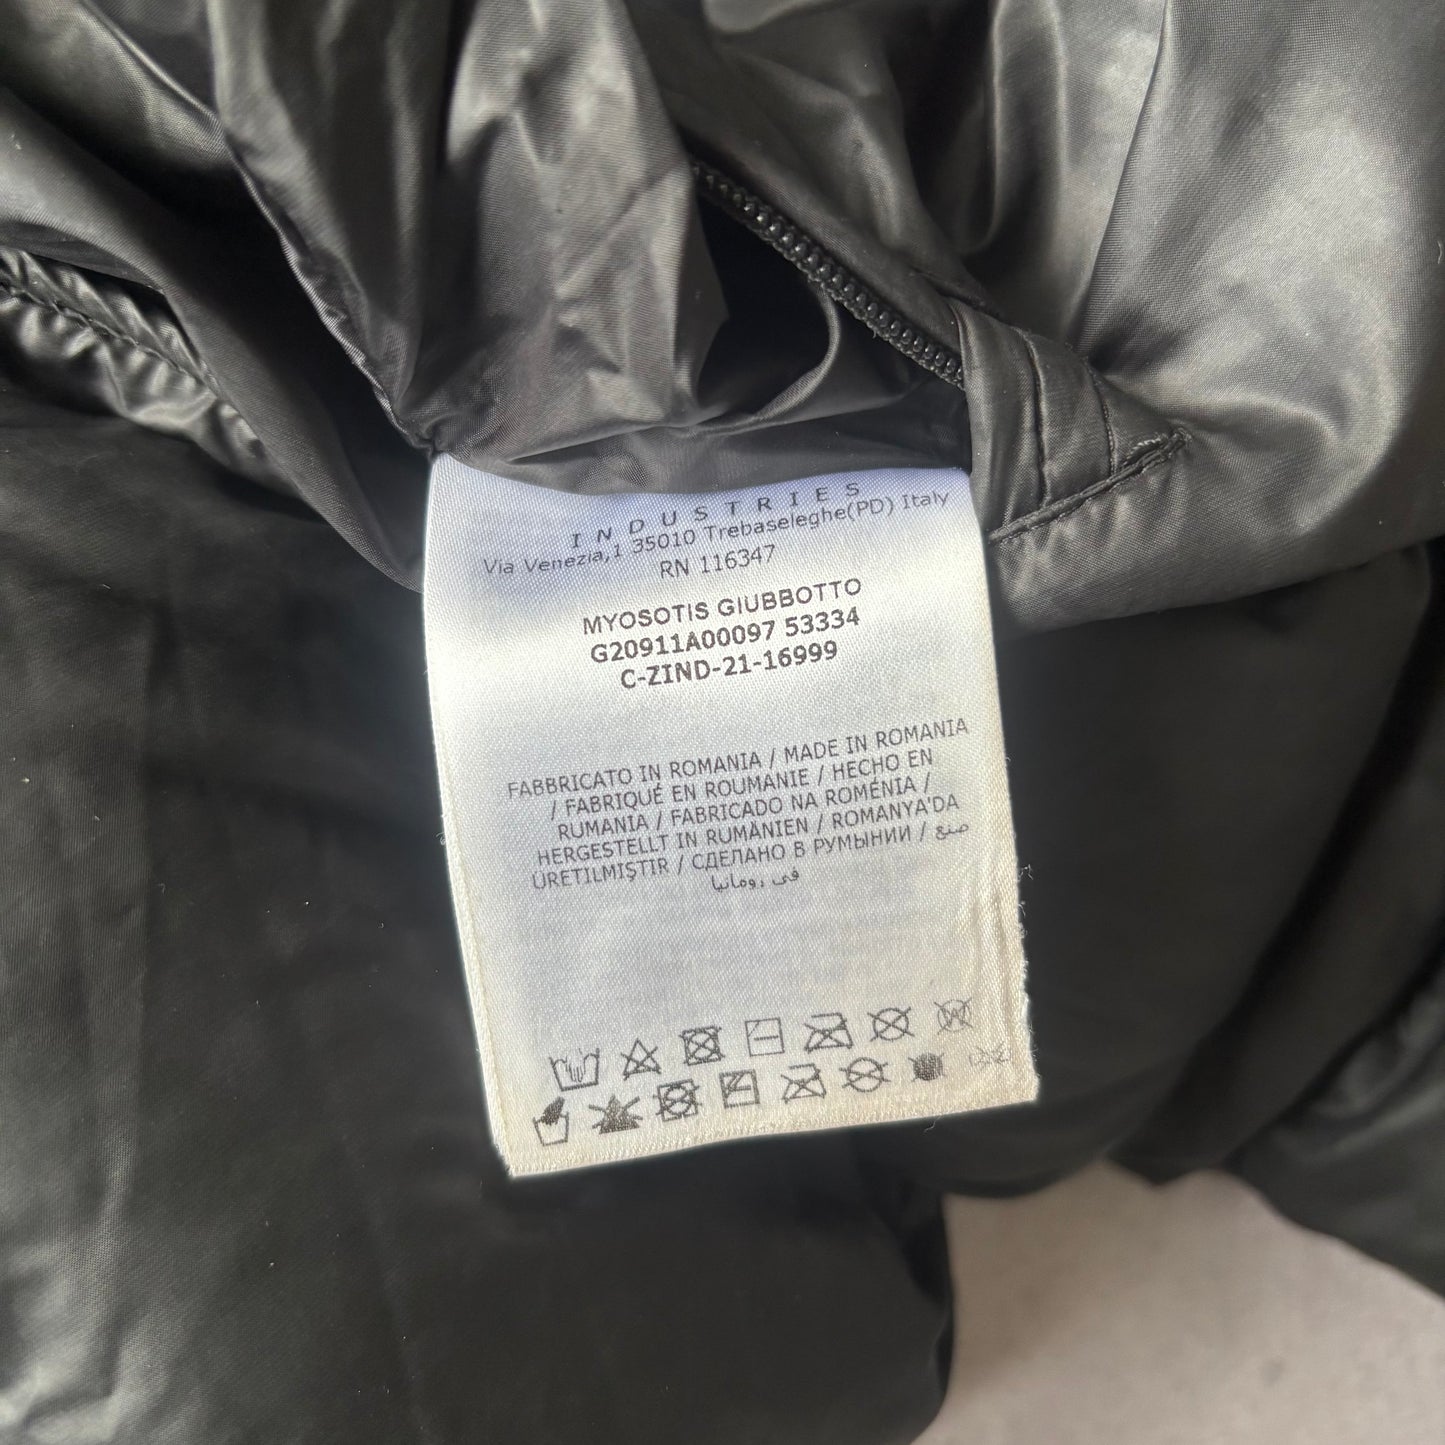 INDUSTRIES
Via Venezia,1 35010 Trebaseleghe(PD) Italy
RN 116347
MYOSOTIS GIUBBOTTO
G20911A00097 53334
C-ZIND-21-16999
FABBRICATO IN ROMANIA / MADE IN ROMANIA
/ FABRIQUÉ EN ROUMANIE / HECHO EN
RUMANIA / FABRICADO NA ROMÉNIA /
HERGESTELLT IN RUMÄNIEN / ROMANYA'DA
ÜRETILMIŞTIR / СДЕЛАНО В РУМЫНИИ / صنع
في رومانيا